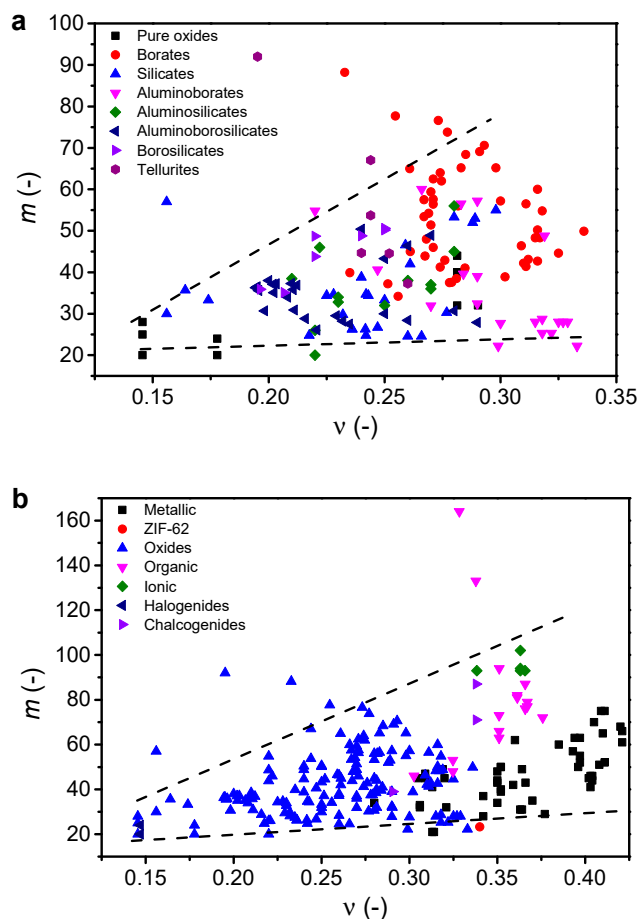 a
Pure oxides
Borates
Silicates
Aluminoborates
Aluminosilicates
Aluminoborosilicates
Borosilicates
Tellurites
100
90
80
70
60
50
40
30
20
m (-)
0.15 0.20 0.25 0.30 0.35
ν (-)
b
Metallic
ZIF-62
Oxides
Organic
Ionic
Halogenides
Chalcogenides
160
140
120
100
80
60
40
20
m (-)
0.15 0.20 0.25 0.30 0.35 0.40
ν (-)